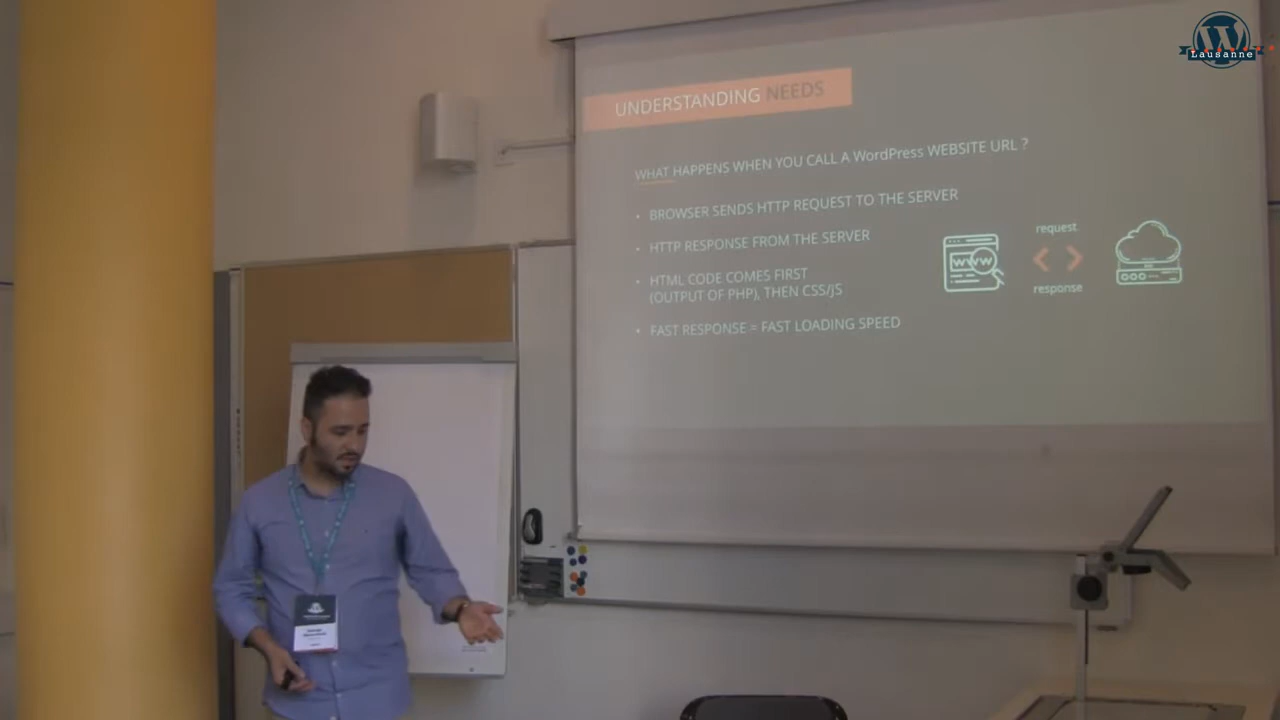 Lausanne
UNDERSTANDING NEEDS
WHAT HAPPENS WHEN YOU CALL A WordPress WEBSITE URL ?
• BROWSER SENDS HTTP REQUEST TO THE SERVER
• HTTP RESPONSE FROM THE SERVER
• HTML CODE COMES FIRST
(OUTPUT OF PHP), THEN CSS/JS
• FAST RESPONSE = FAST LOADING SPEED
request
WWW
response